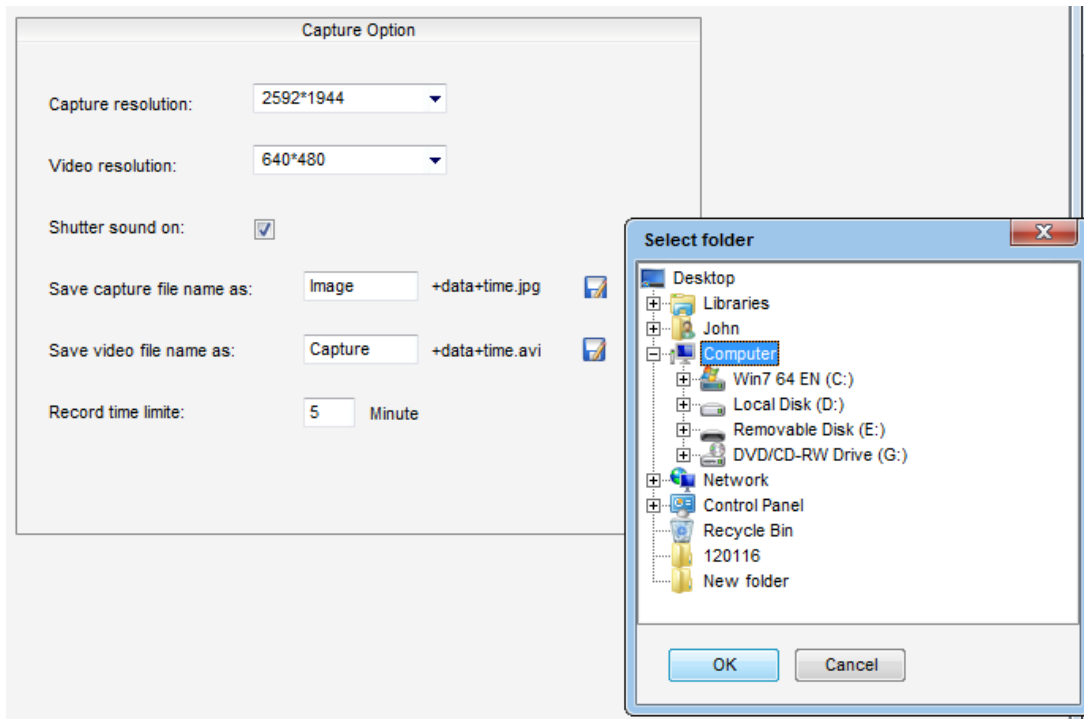 Capture Option
Capture resolution: 2592*1944
Video resolution: 640*480
Shutter sound on:
Save capture file name as: Image +data+time.jpg
Save video file name as: Capture +data+time.avi
Record time limite: 5 Minute
Select folder
Desktop
Libraries
John
Computer
Win7 64 EN (C:)
Local Disk (D:)
Removable Disk (E:)
DVD/CD-RW Drive (G:)
Network
Control Panel
Recycle Bin
120116
New folder
OK Cancel